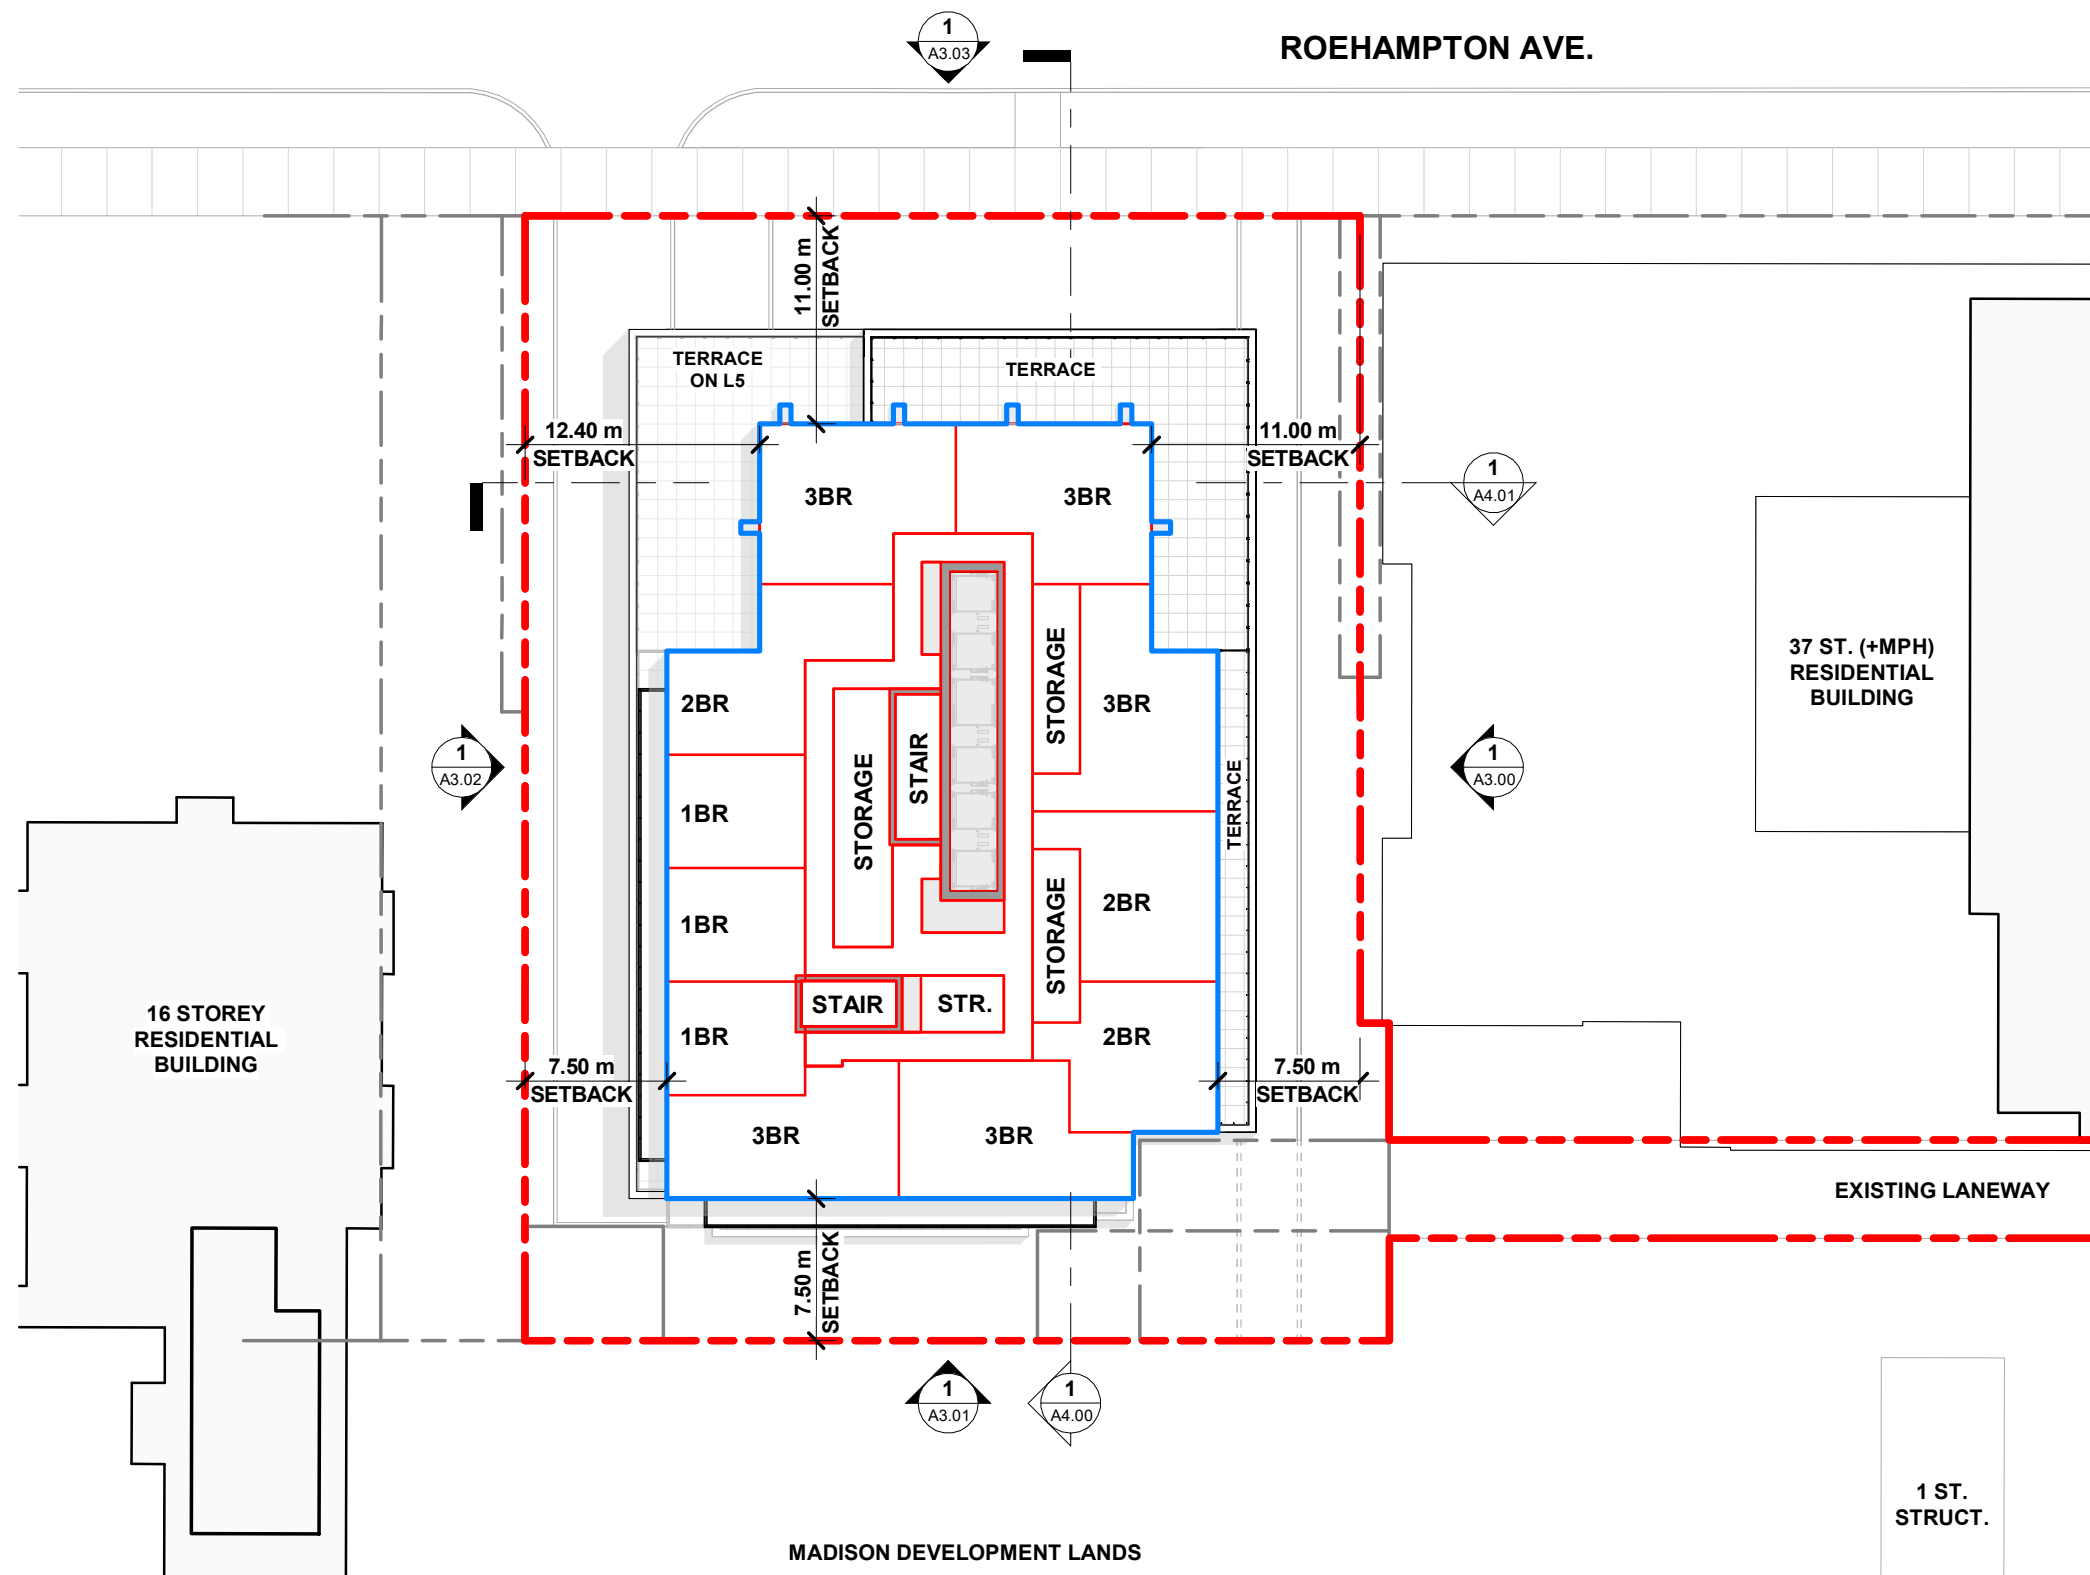 1
A3.03
ROEHAMPTON AVE.
11.00 m
SETBACK
TERRACE
ON L5
TERRACE
12.40 m
SETBACK
11.00 m
SETBACK
1
A4.01
3BR
3BR
37 ST. (+MPH)
RESIDENTIAL
BUILDING
STORAGE
2BR
3BR
1
A3.02
STORAGE
STAIR
TERRACE
1
A3.00
1BR
2BR
1BR
STORAGE
16 STOREY
RESIDENTIAL
BUILDING
STAIR
STR.
1BR
2BR
7.50 m
SETBACK
7.50 m
SETBACK
3BR
3BR
EXISTING LANEWAY
7.50 m
SETBACK
1
A3.01
1
A4.00
1 ST.
STRUCT.
MADISON DEVELOPMENT LANDS